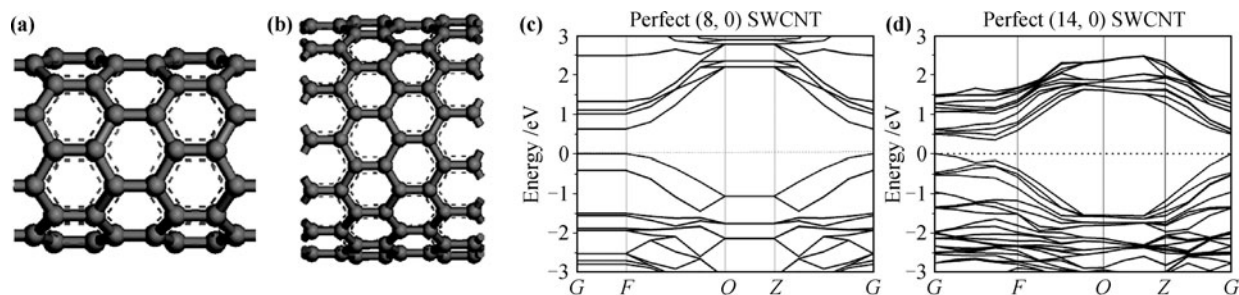 (a)
(b)
(c)
Perfect (8, 0) SWCNT
Energy /eV
3
2
1
0
−1
−2
−3
G F O Z G
(d)
Perfect (14, 0) SWCNT
Energy /eV
3
2
1
0
−1
−2
−3
G F O Z G